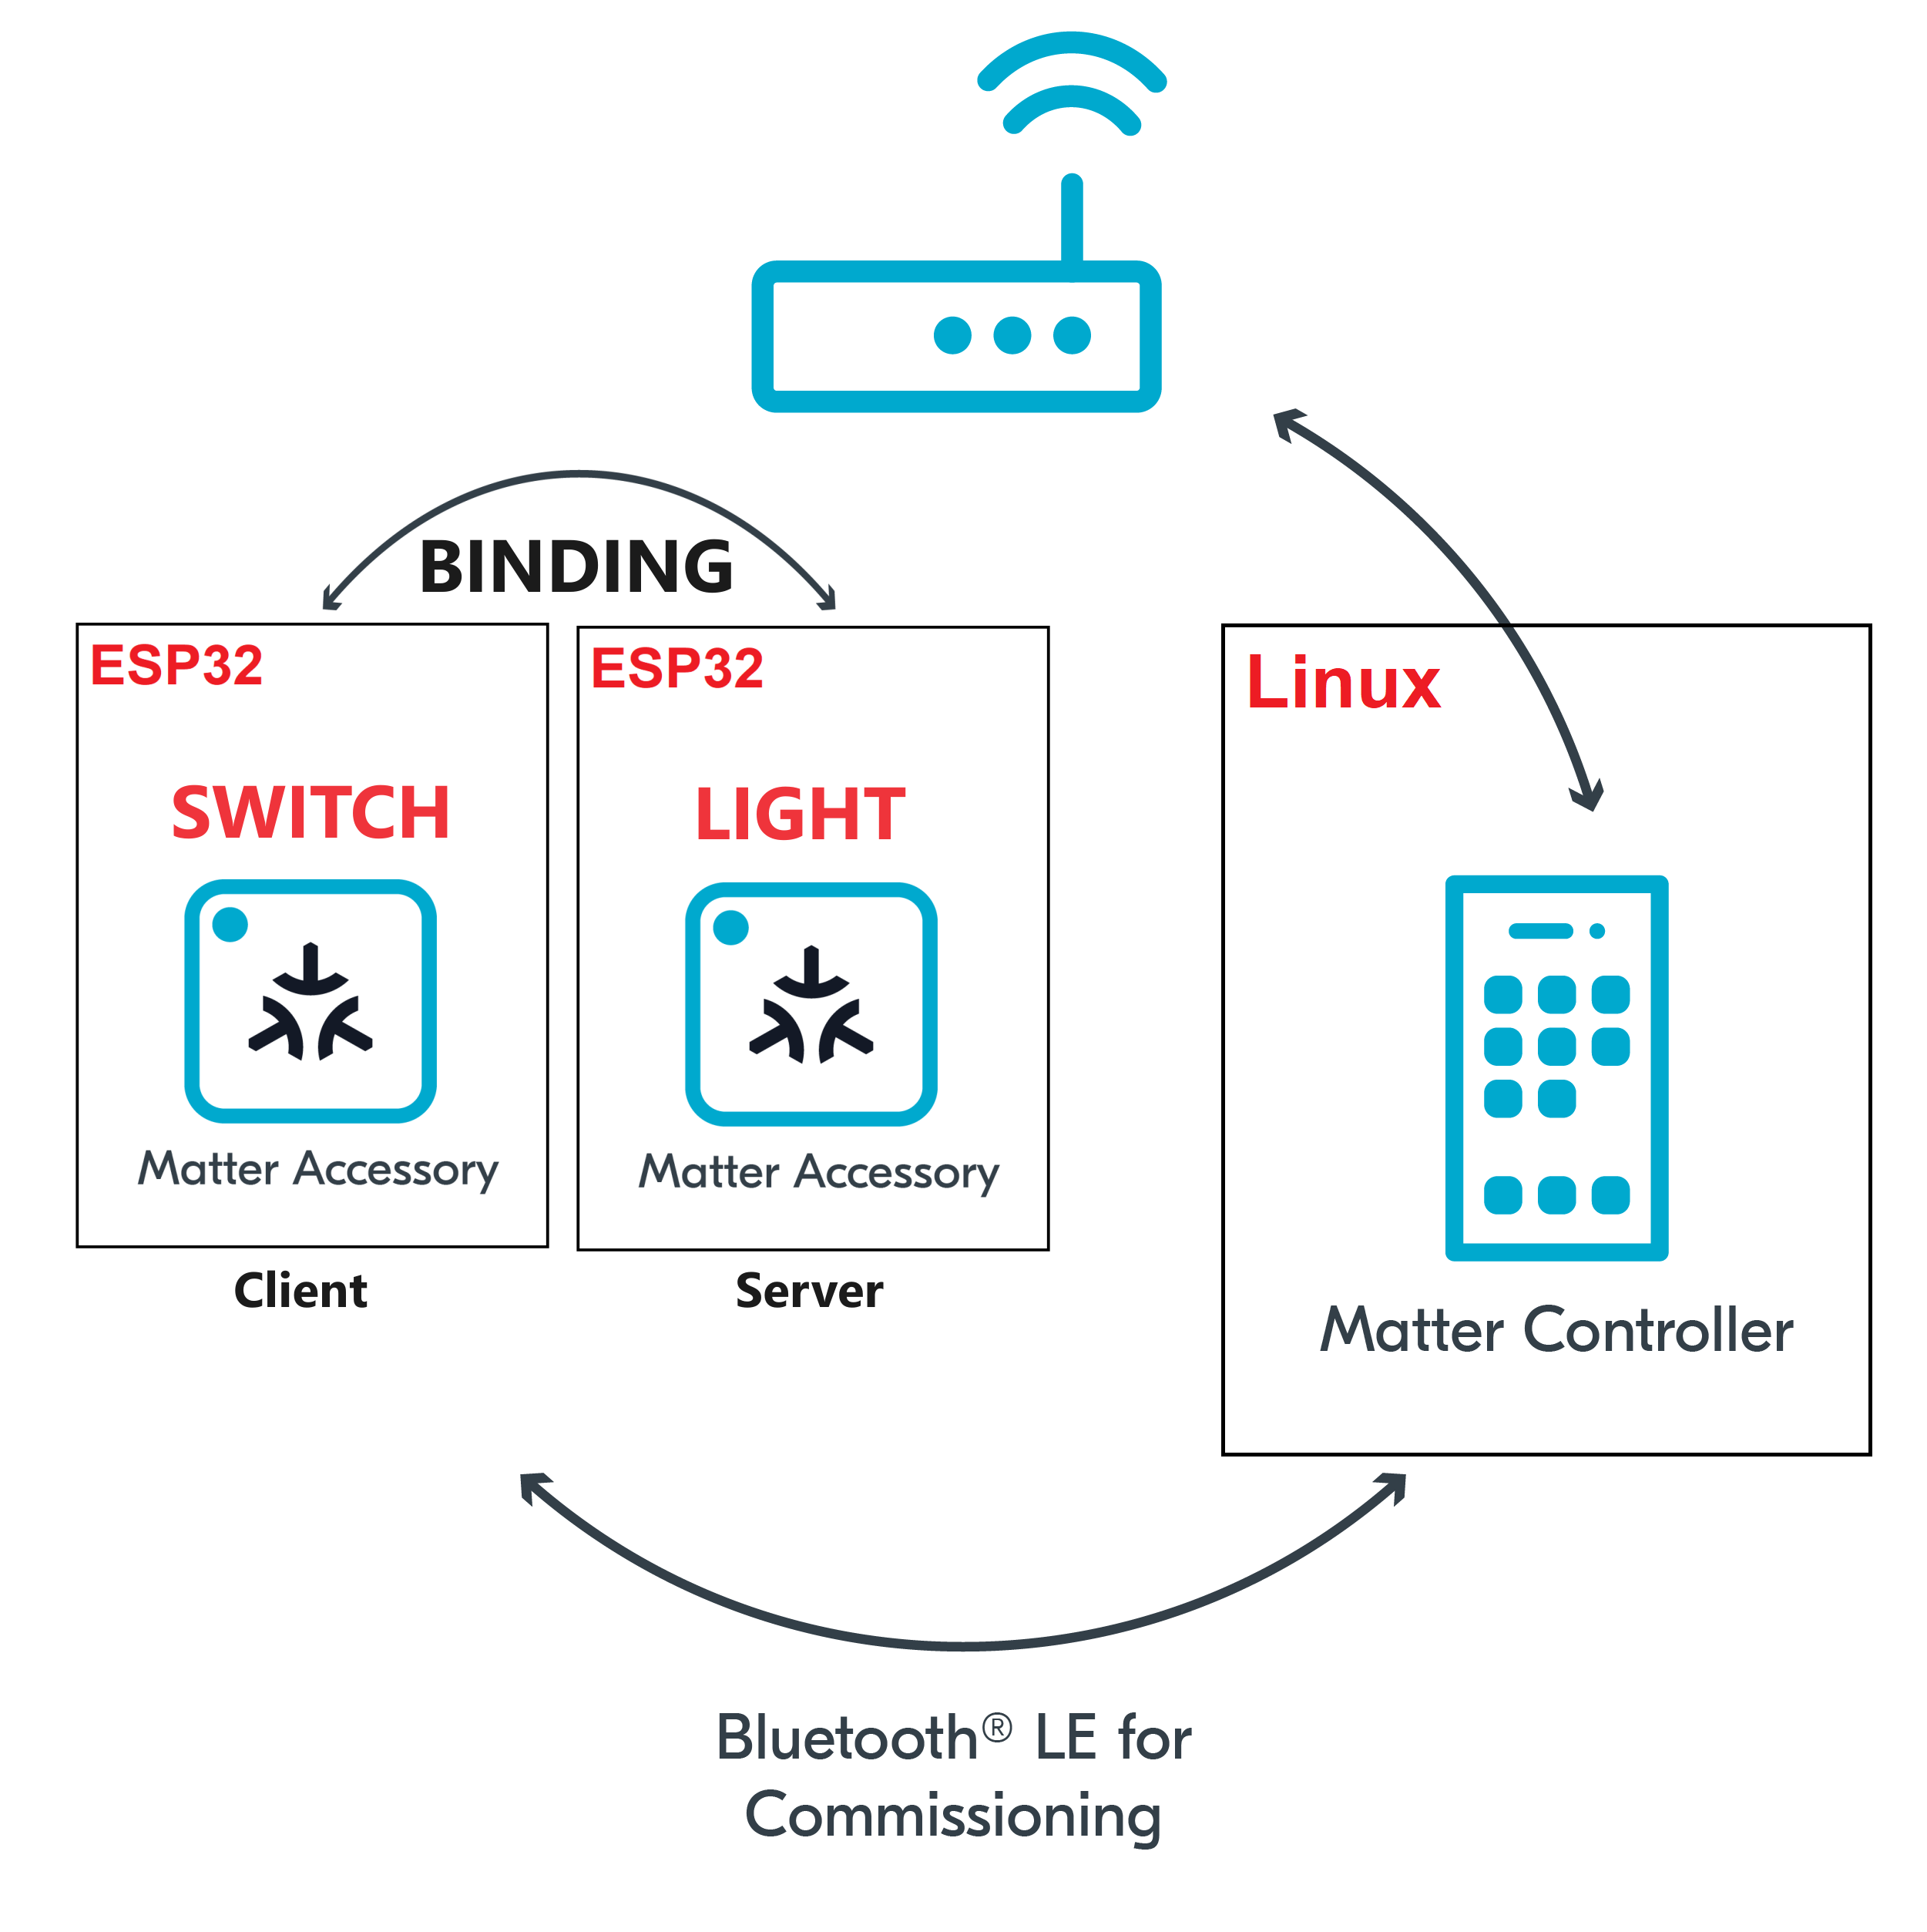 BINDING
ESP32
SWITCH
Matter Accessory
Client
ESP32
LIGHT
Matter Accessory
Server
Linux
Matter Controller
Bluetooth® LE for
Commissioning